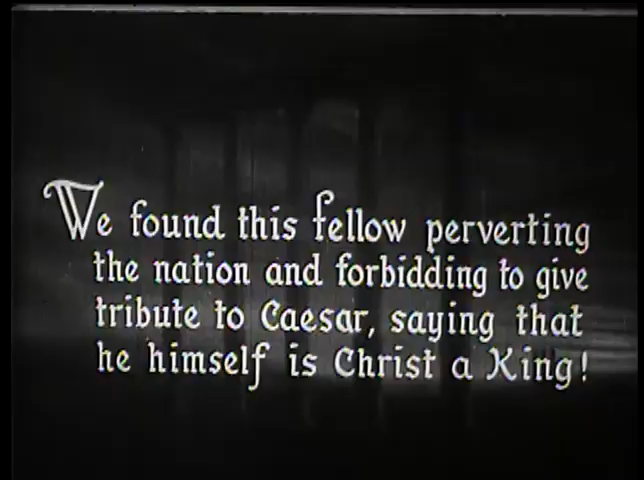 We found this fellow perverting
the nation and forbidding to give
tribute to Caesar, saying that
he himself is Christ a King!